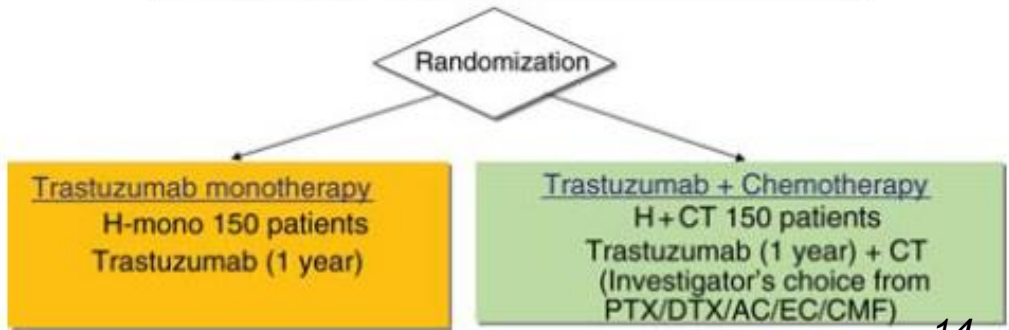 Randomization
Trastuzumab monotherapy
H-mono 150 patients
Trastuzumab (1 year)
Trastuzumab + Chemotherapy
H+CT 150 patients
Trastuzumab (1 year) + CT
(Investigator's choice from
PTX/DTX/AC/EC/CMF)
14